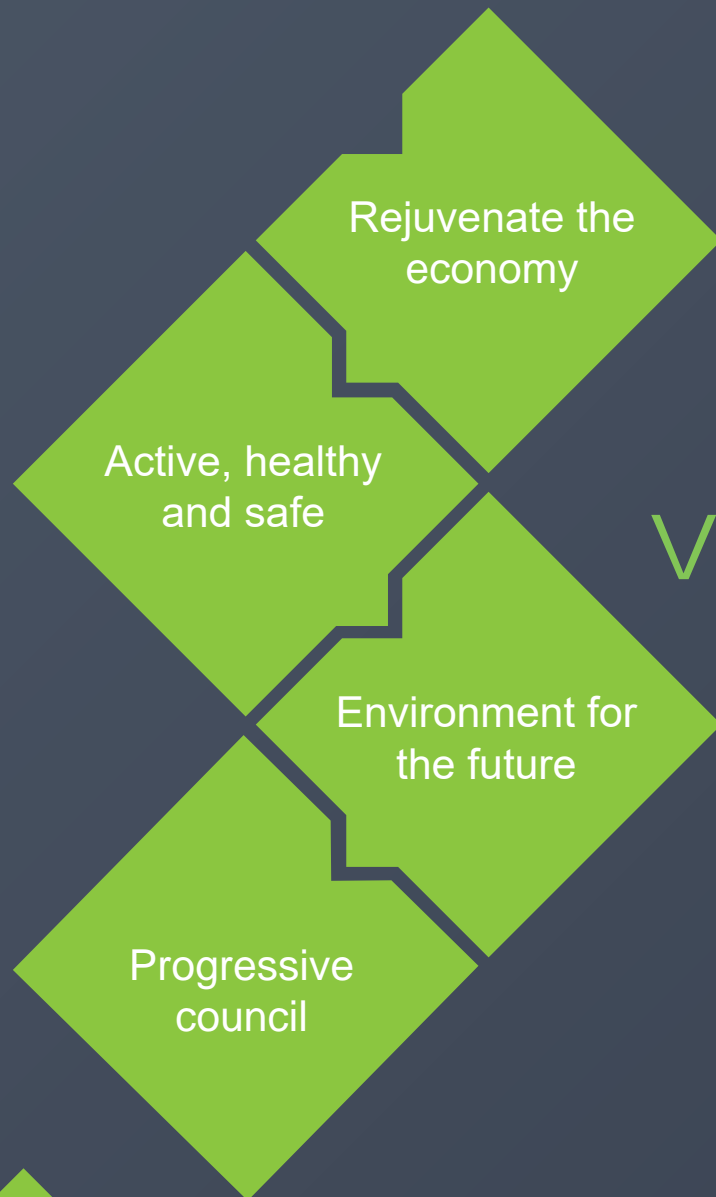 Rejuvenate the
economy
Active, healthy
and safe
V
Environment for
the future
Progressive
council